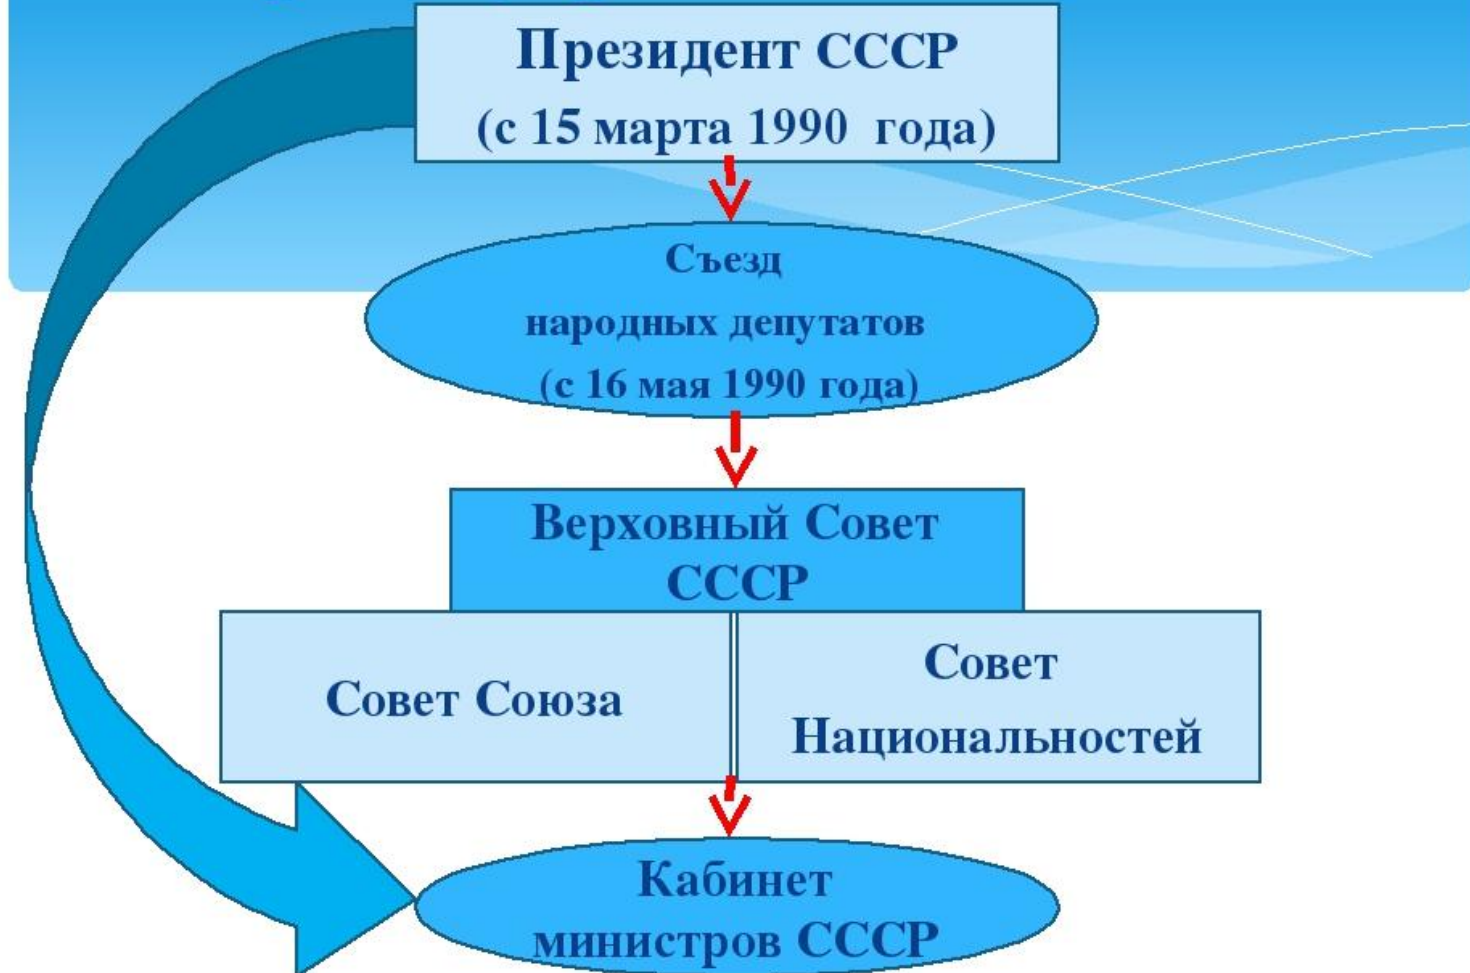 Президент СССР
(с 15 марта 1990 года)
Съезд
народных депутатов
(с 16 мая 1990 года)
Верховный Совет
СССР
Совет Союза
Совет
Национальностей
Кабинет
министров СССР